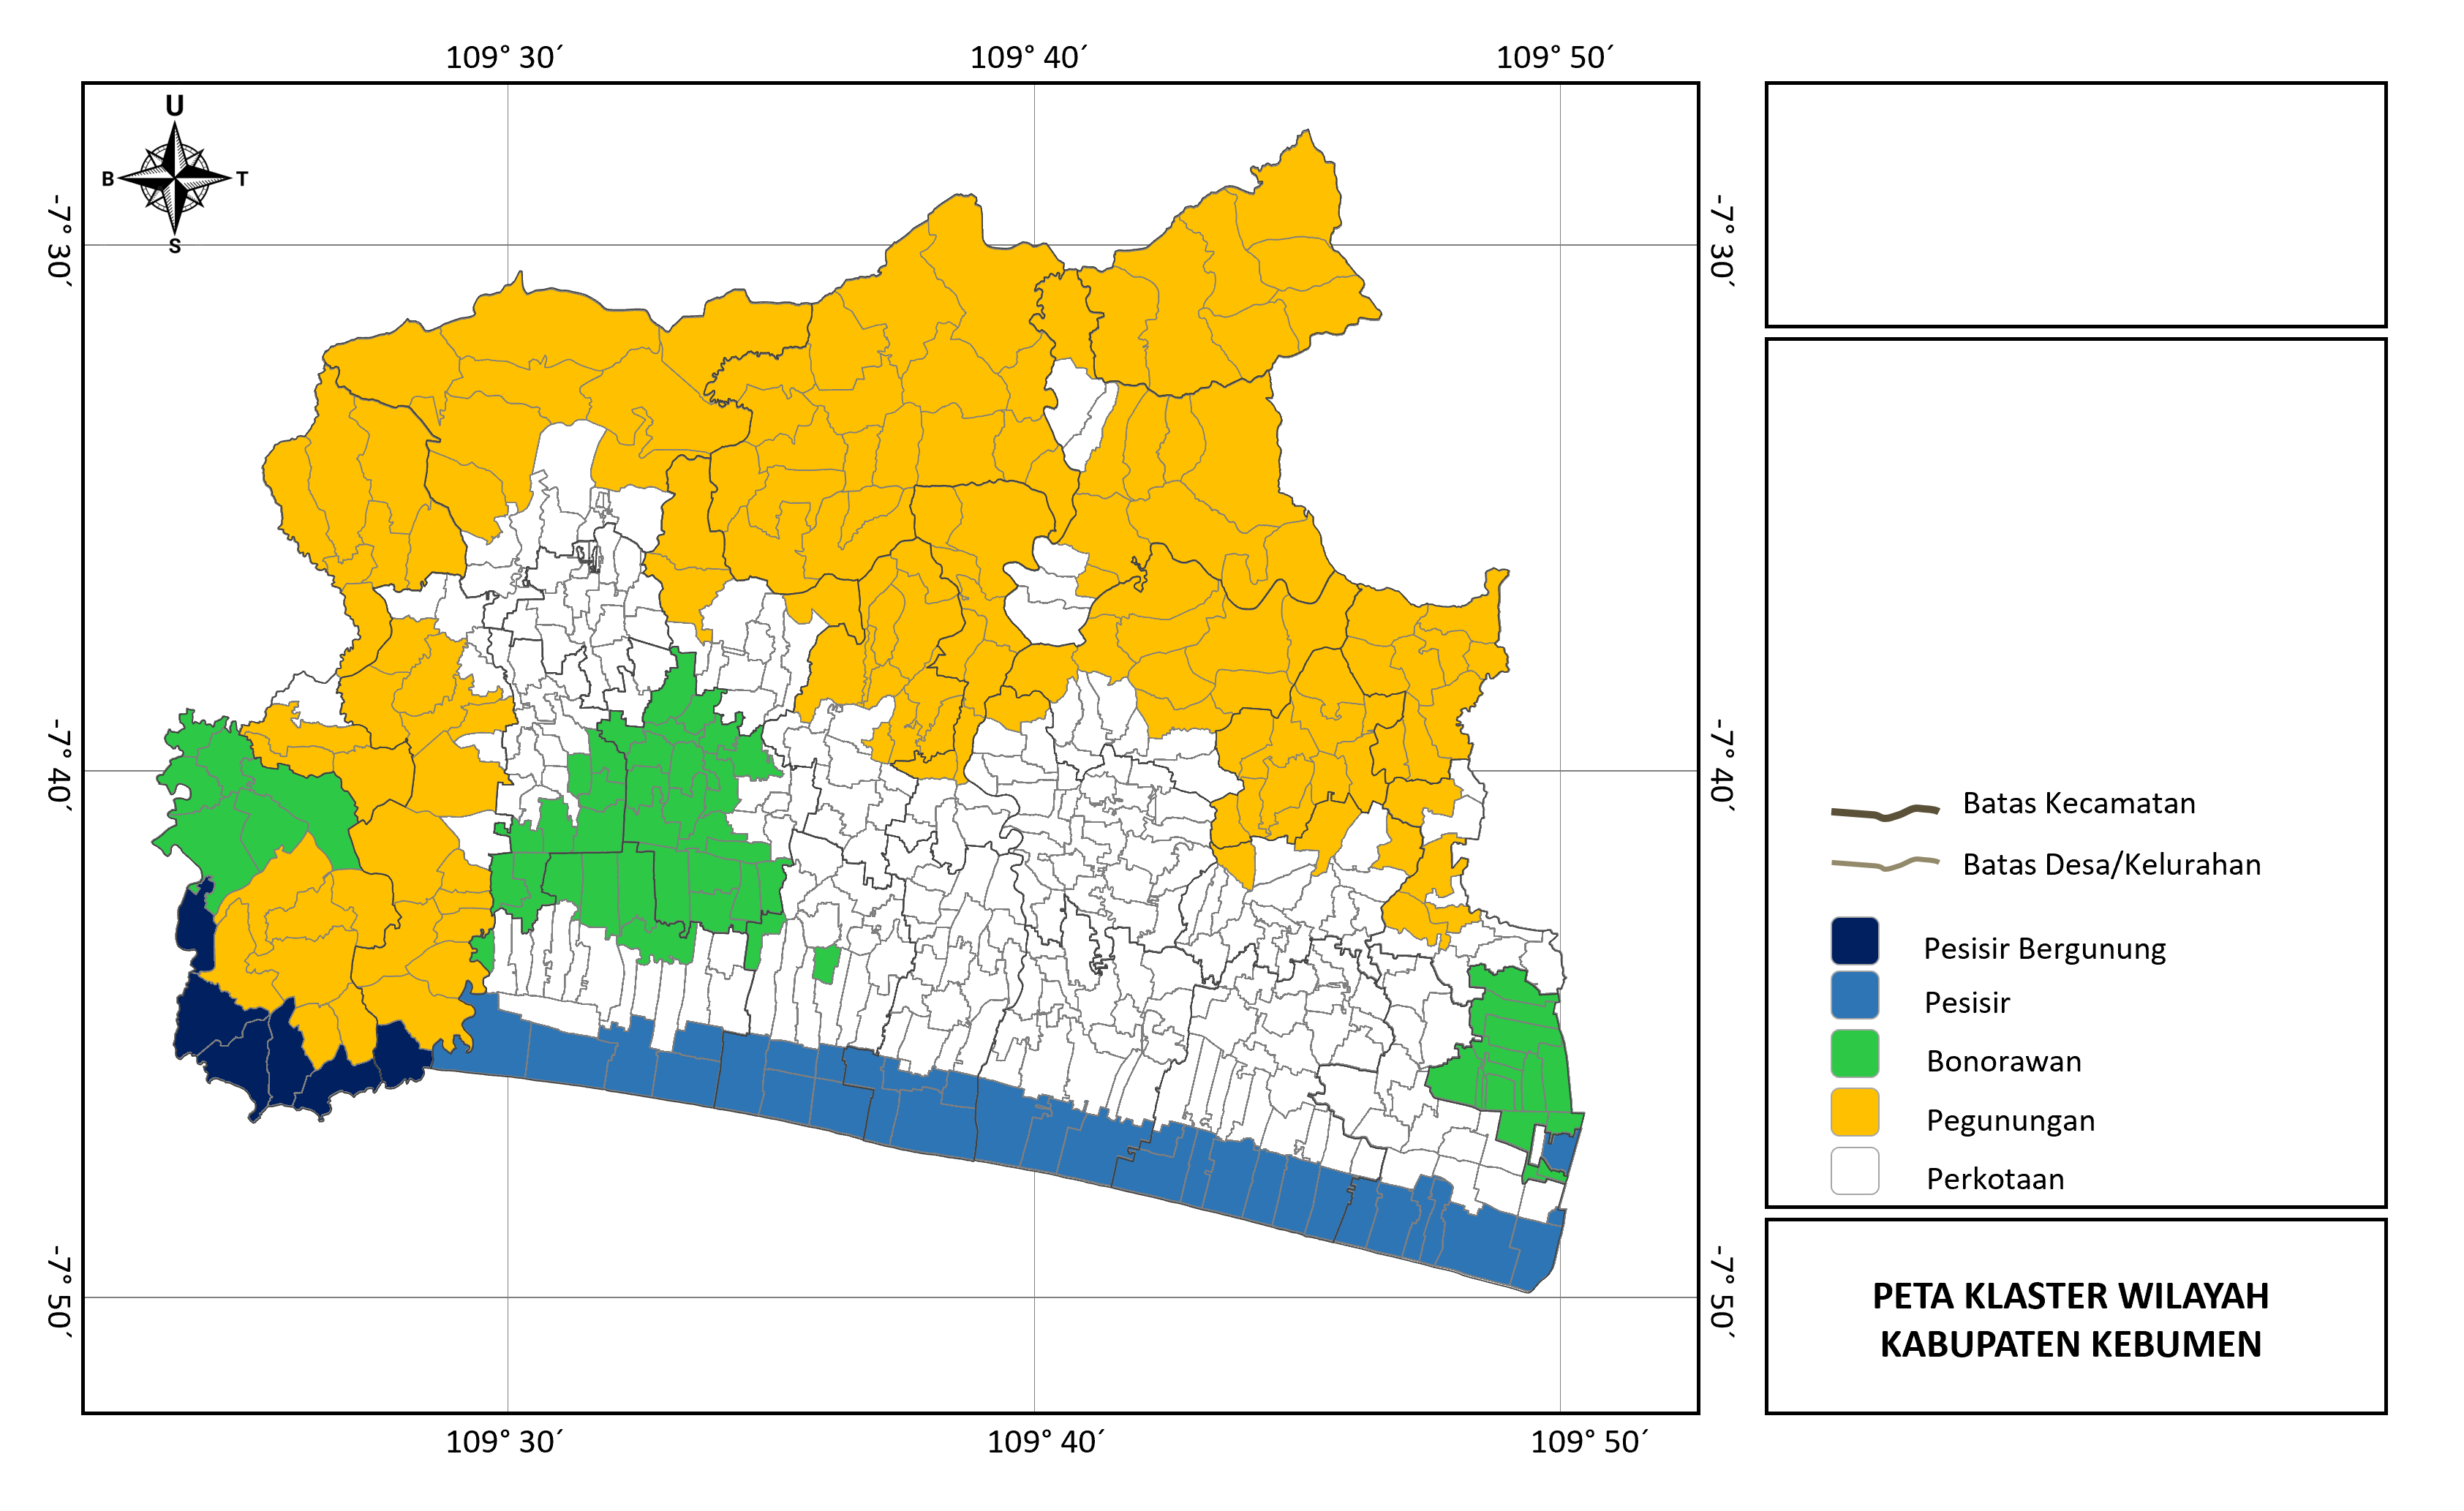 109° 30´ 109° 40´ 109° 50´
U
B T
S
-7° 30´ -7° 30´
-7° 40´ -7° 40´
-7° 50´ -7° 50´
109° 30´ 109° 40´ 109° 50´
Batas Kecamatan
Batas Desa/Kelurahan
Pesisir Bergunung
Pesisir
Bonorawan
Pegunungan
Perkotaan
PETA KLASTER WILAYAH
KABUPATEN KEBUMEN